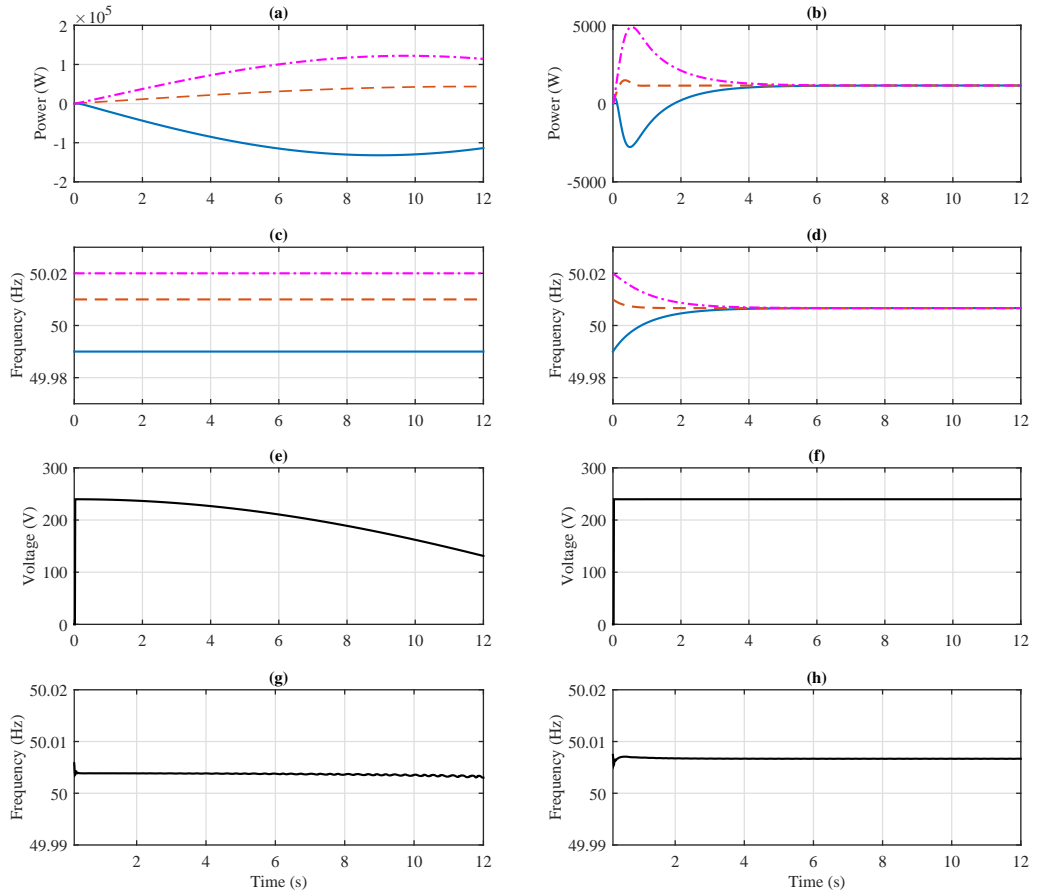 (a)
×10^5
2
1
0
-1
-2
Power (W)
0 2 4 6 8 10 12
(b)
5000
0
-5000
Power (W)
0 2 4 6 8 10 12
(c)
50.02
50
49.98
Frequency (Hz)
0 2 4 6 8 10 12
(d)
50.02
50
49.98
Frequency (Hz)
0 2 4 6 8 10 12
(e)
300
200
100
0
Voltage (V)
0 2 4 6 8 10 12
(f)
300
200
100
0
Voltage (V)
0 2 4 6 8 10 12
(g)
50.02
50.01
50
49.99
Frequency (Hz)
2 4 6 8 10 12
Time (s)
(h)
50.02
50.01
50
49.99
Frequency (Hz)
2 4 6 8 10 12
Time (s)